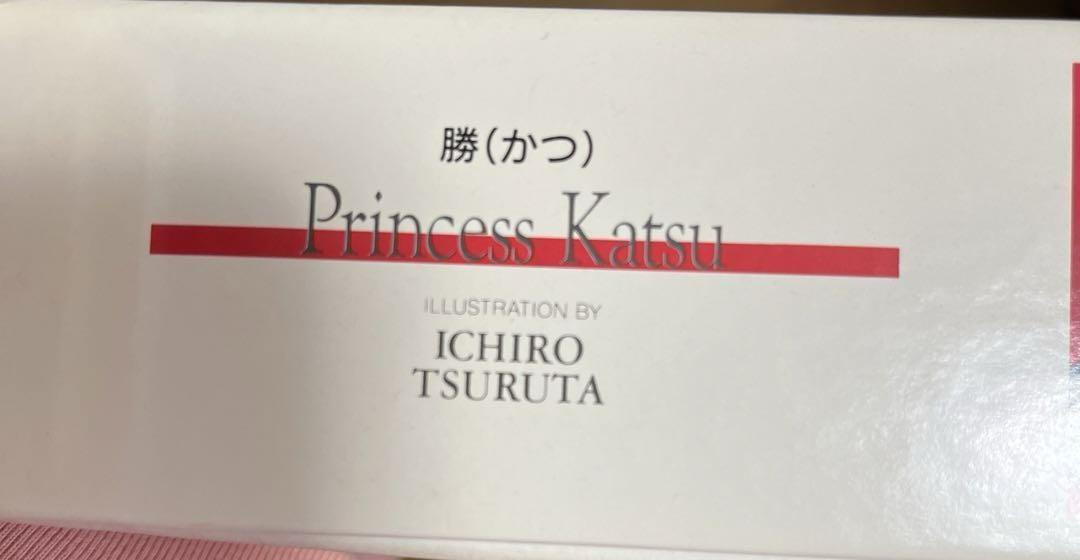 勝(かつ)
Princess Katsu
ILLUSTRATION BY
ICHIRO
TSURUTA